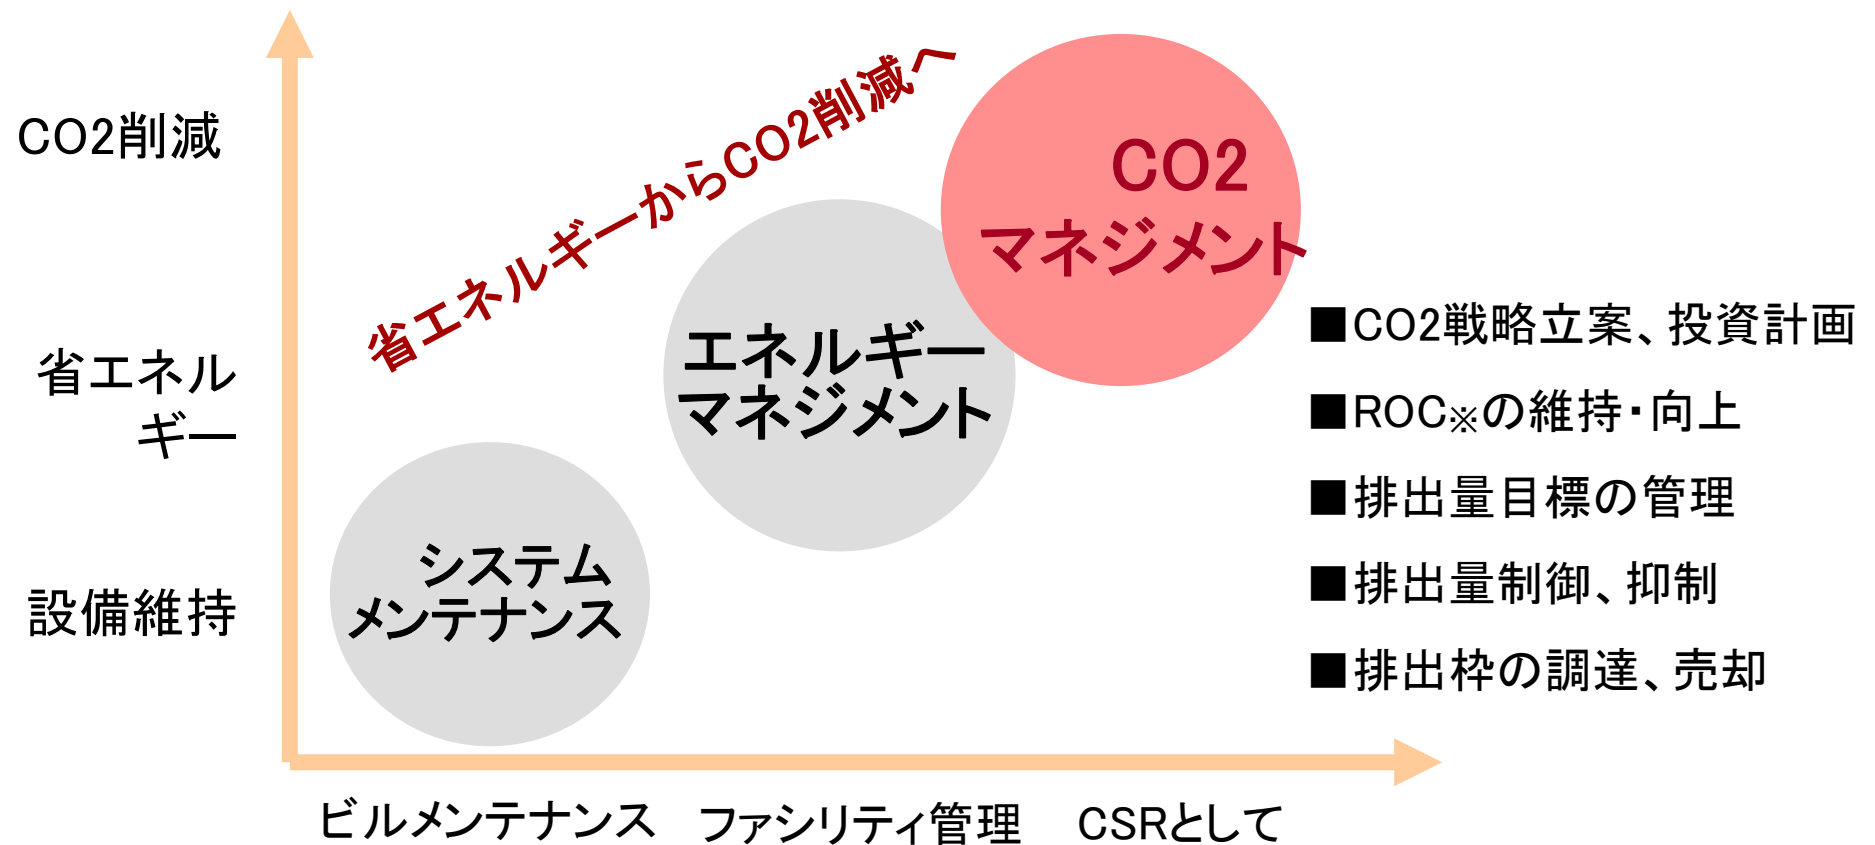 省エネルギーからCO2削減へ
CO2削減
省エネル
ギー
設備維持
CO2
マネジメント
エネルギー
マネジメント
システム
メンテナンス
■CO2戦略立案、投資計画
■ROC※の維持・向上
■排出量目標の管理
■排出量制御、抑制
■排出枠の調達、売却
ビルメンテナンス
ファシリティ管理
CSRとして